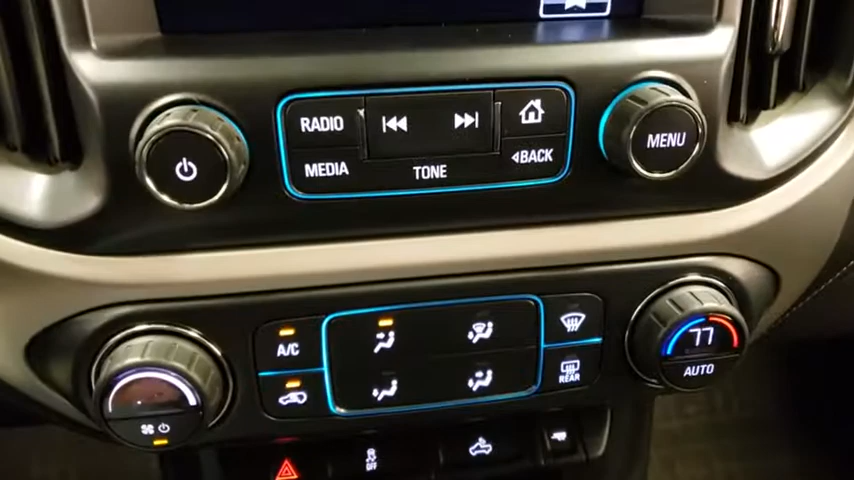 RADIO
MEDIA
TONE
BACK
MENU
A/C
REAR
77
AUTO
OFF